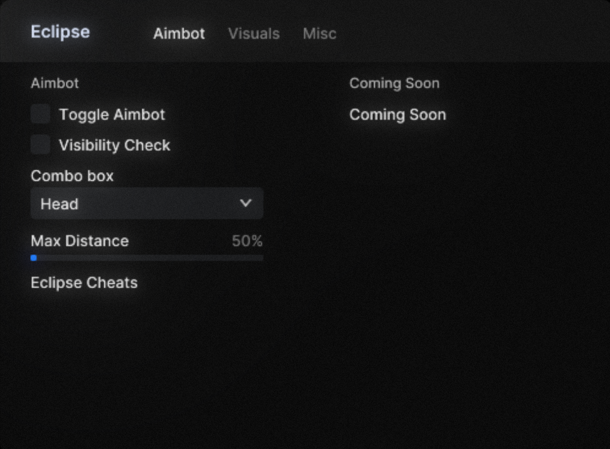 Eclipse Aimbot Visuals Misc
Aimbot
Toggle Aimbot
Visibility Check
Combo box
Head
Max Distance 50%
Eclipse Cheats
Coming Soon
Coming Soon